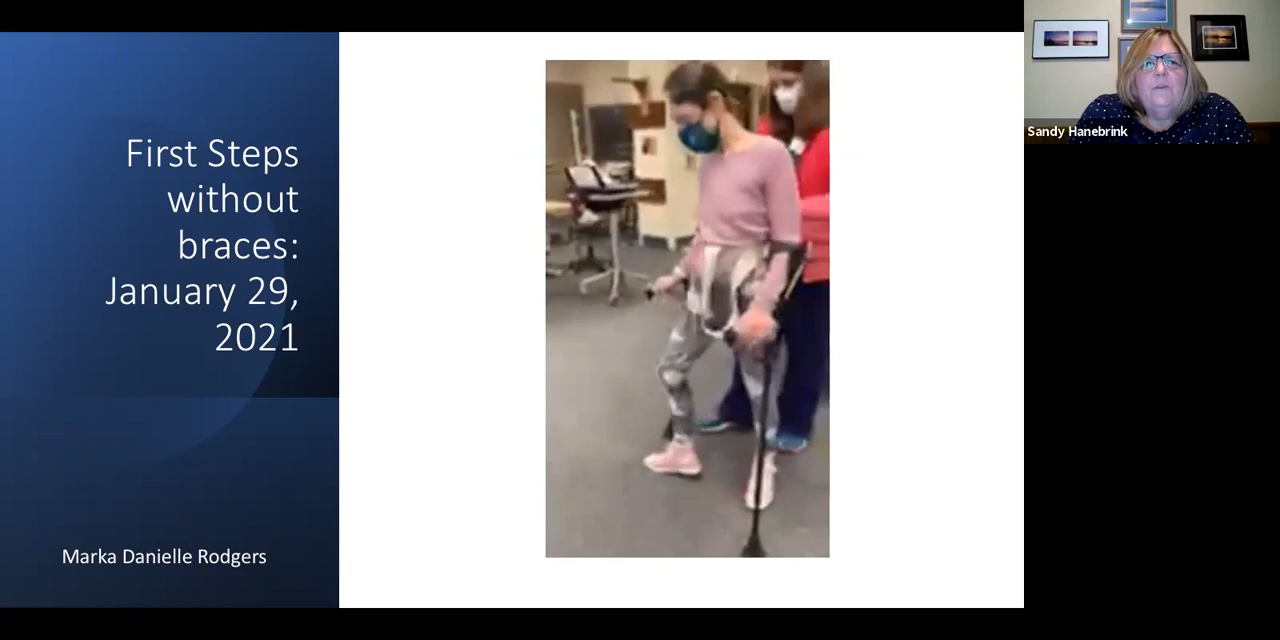 First Steps
without
braces:
January 29,
2021
Marka Danielle Rodgers
Sandy Hanebrink